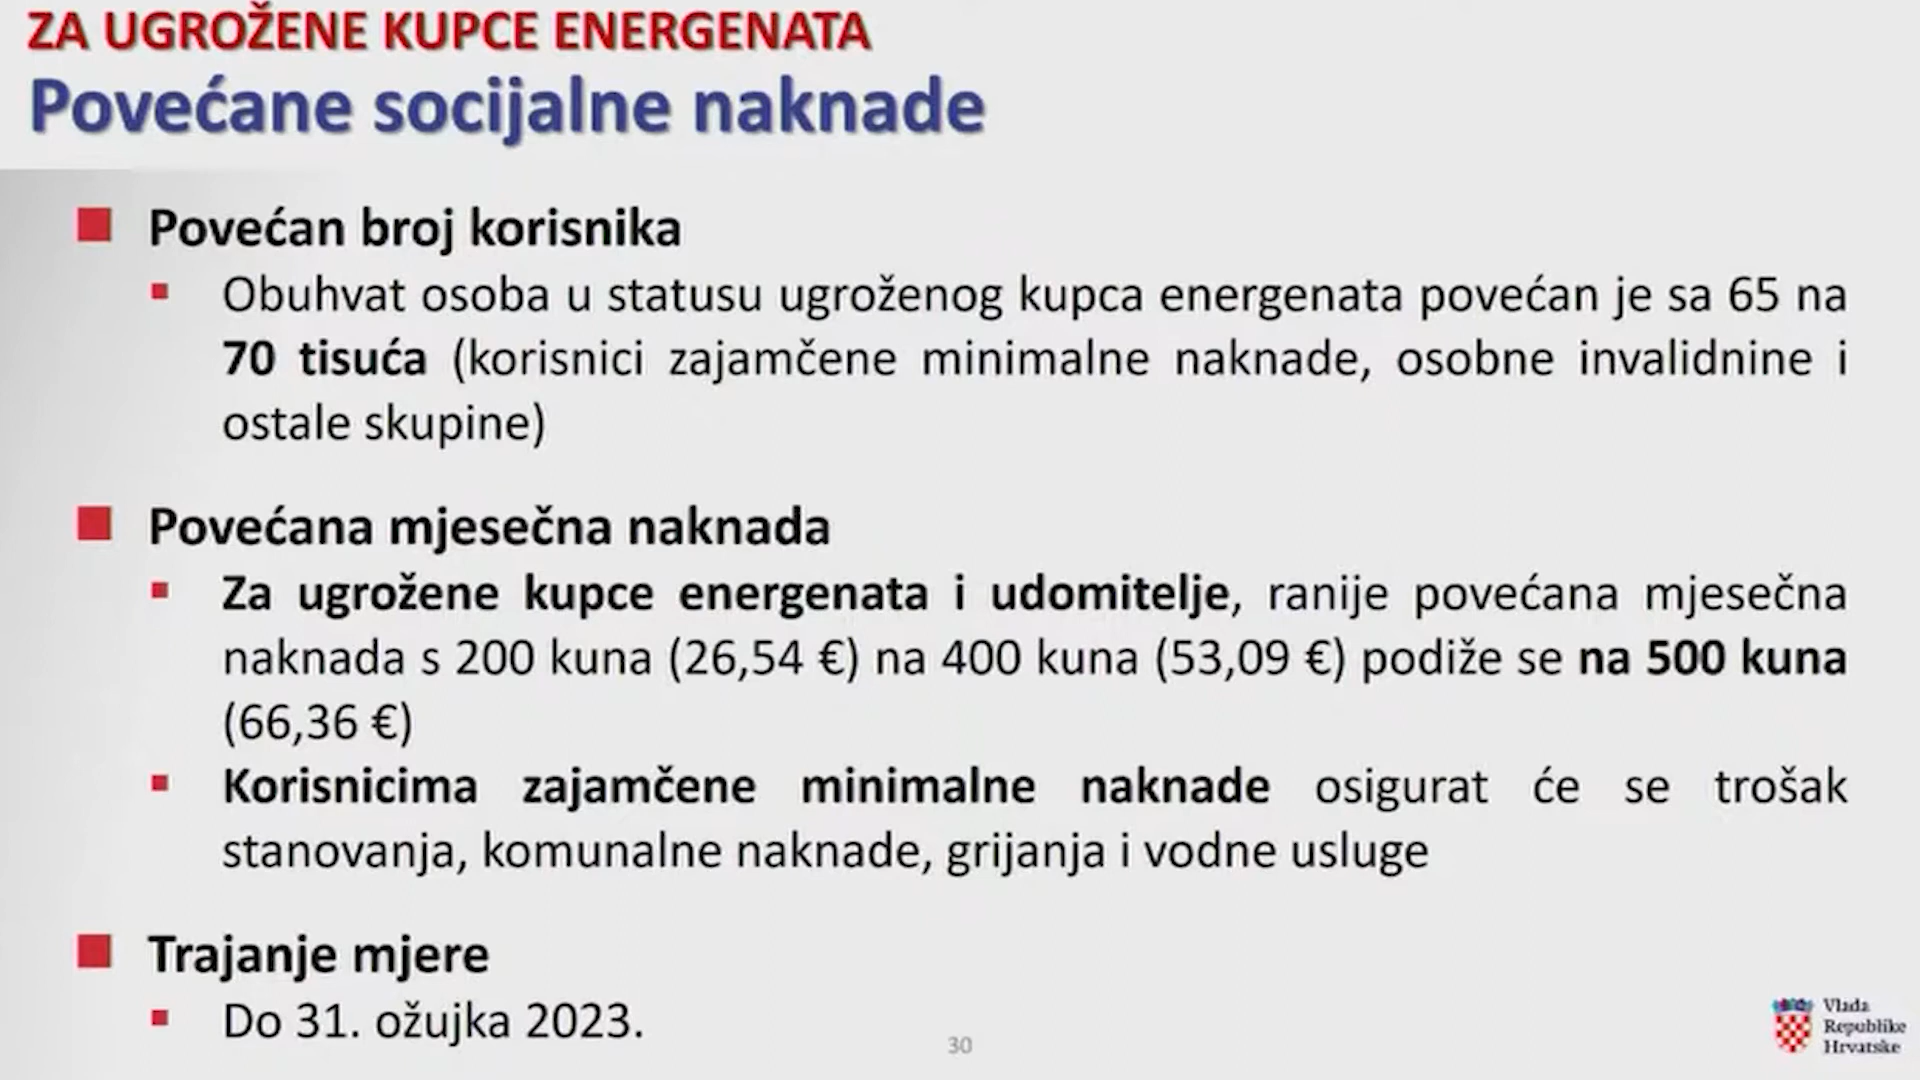 ZA UGROŽENE KUPCE ENERGENATA
Povećane socijalne naknade
Povećan broj korisnika
Obuhvat osoba u statusu ugroženog kupca energenata povećan je sa 65 na
70 tisuća (korisnici zajamčene minimalne naknade, osobne invalidnine i
ostale skupine)
Povećana mjesečna naknada
Za ugrožene kupce energenata i udomitelje, ranije povećana mjesečna
naknada s 200 kuna (26,54 €) na 400 kuna (53,09 €) podiže se na 500 kuna
(66,36 €)
Korisnicima zajamčene minimalne naknade osigurat će se trošak
stanovanja, komunalne naknade, grijanja i vodne usluge
Trajanje mjere
Do 31. ožujka 2023.
30
Vlada
Republike
Hrvatske